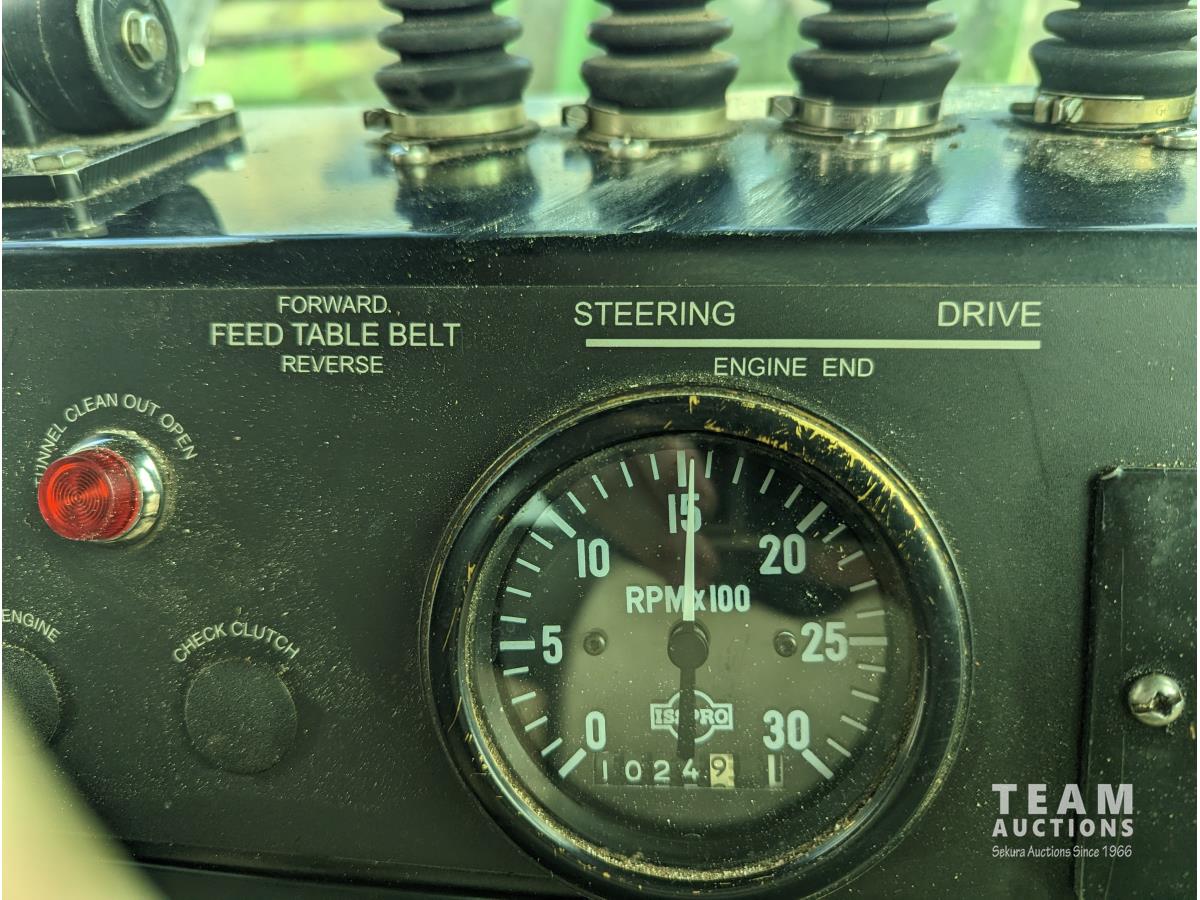 FORWARD.
FEED TABLE BELT
REVERSE
STEERING DRIVE
ENGINE END
TUNNEL CLEAN OUT OPEN
ENGINE
CHECK CLUTCH
0
5
10
15
20
25
30
RPM x 100
ISSPRO
10249
TEAM
AUCTIONS
Sekura Auctions Since 1966